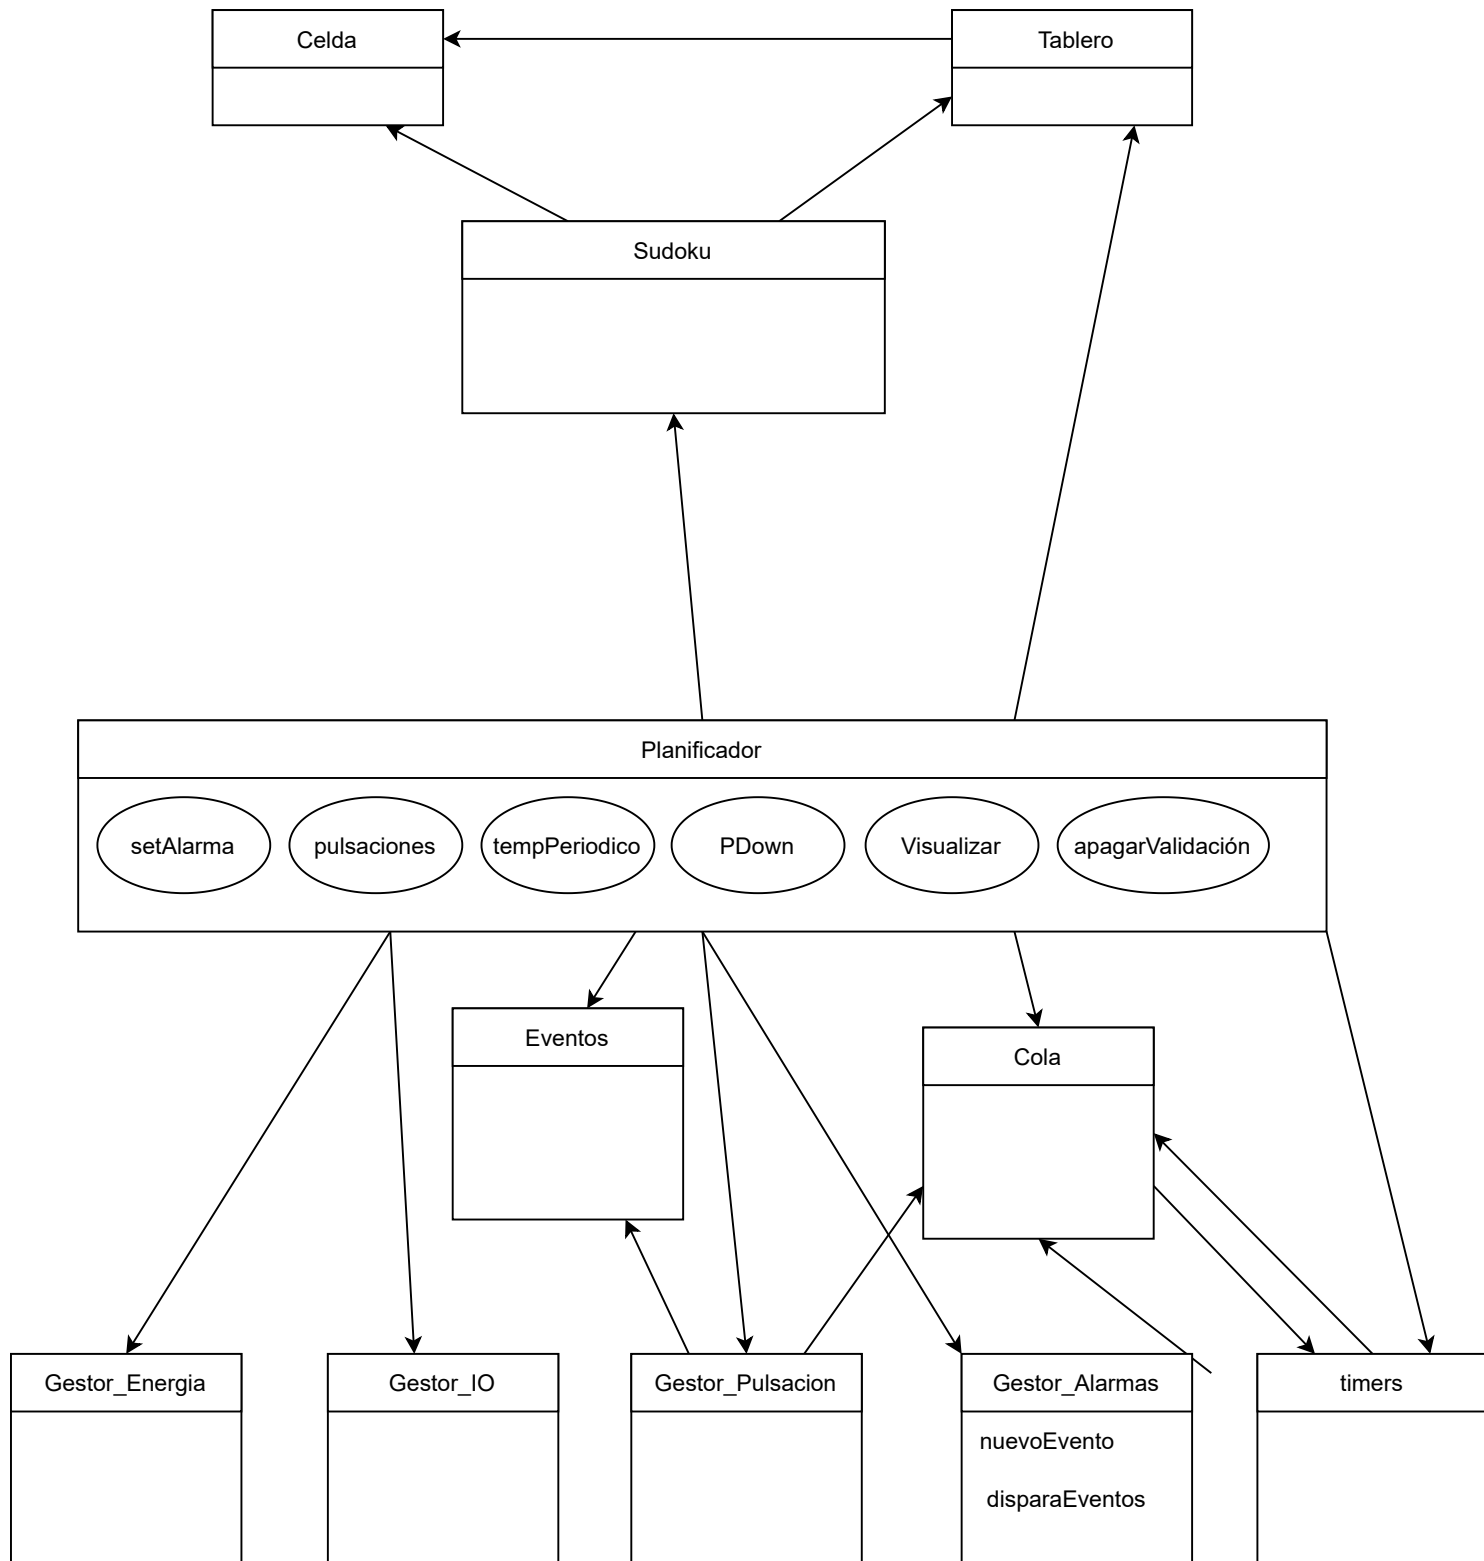 Celda
Tablero
Sudoku
Planificador
setAlarma
pulsaciones
tempPeriodico
PDown
Visualizar
apagarValidación
Eventos
Cola
Gestor_Energia
Gestor_IO
Gestor_Pulsacion
Gestor_Alarmas
timers
nuevoEvento
disparaEventos